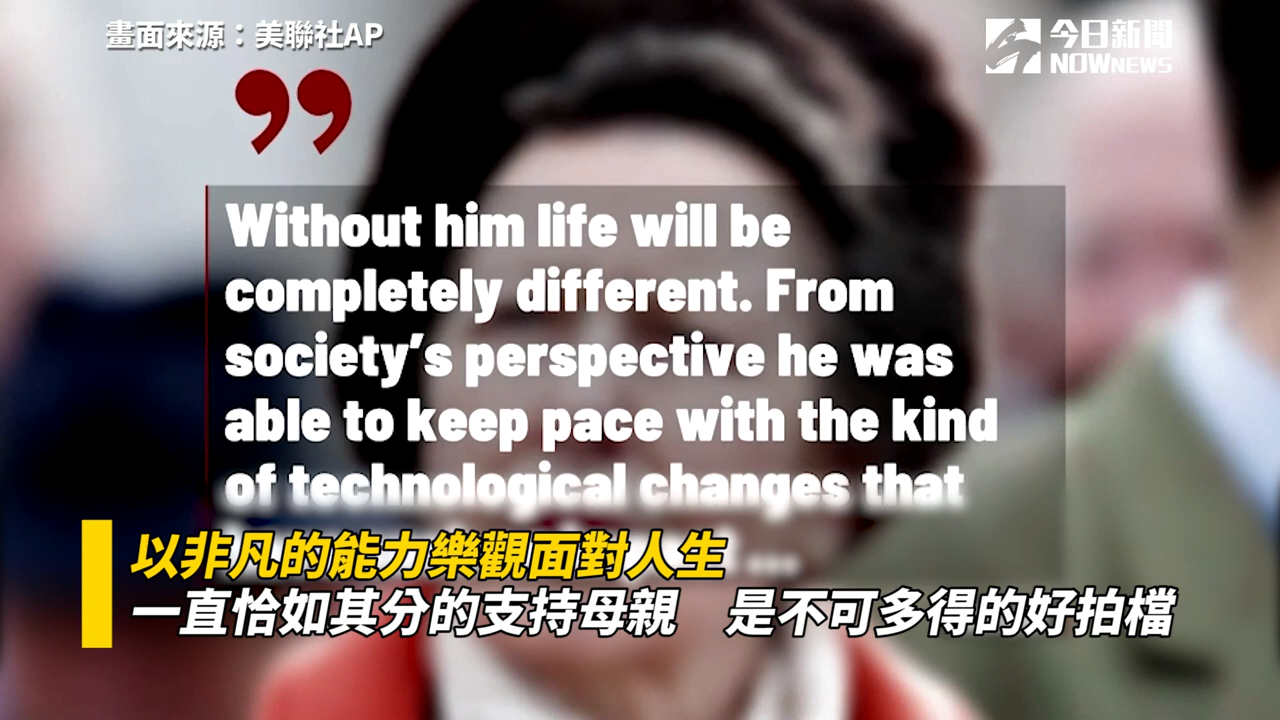 畫面來源：美聯社AP
今日新聞
NOWNEWS
”
Without him life will be
completely different. From
society’s perspective he was
able to keep pace with the kind
of technological changes that
以非凡的能力樂觀面對人生
一直恰如其分的支持母親 是不可多得的好拍檔